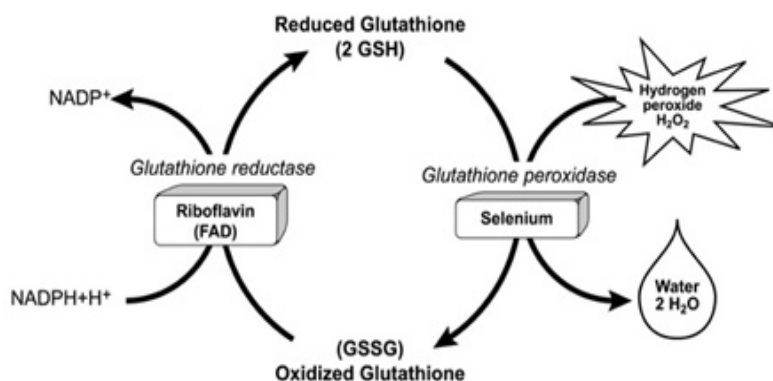 Reduced Glutathione
(2 GSH)
NADP⁺
Hydrogen
peroxide
H₂O₂
Glutathione reductase
Glutathione peroxidase
Riboflavin
(FAD)
Selenium
NADPH+H⁺
Water
2 H₂O
(GSSG)
Oxidized Glutathione